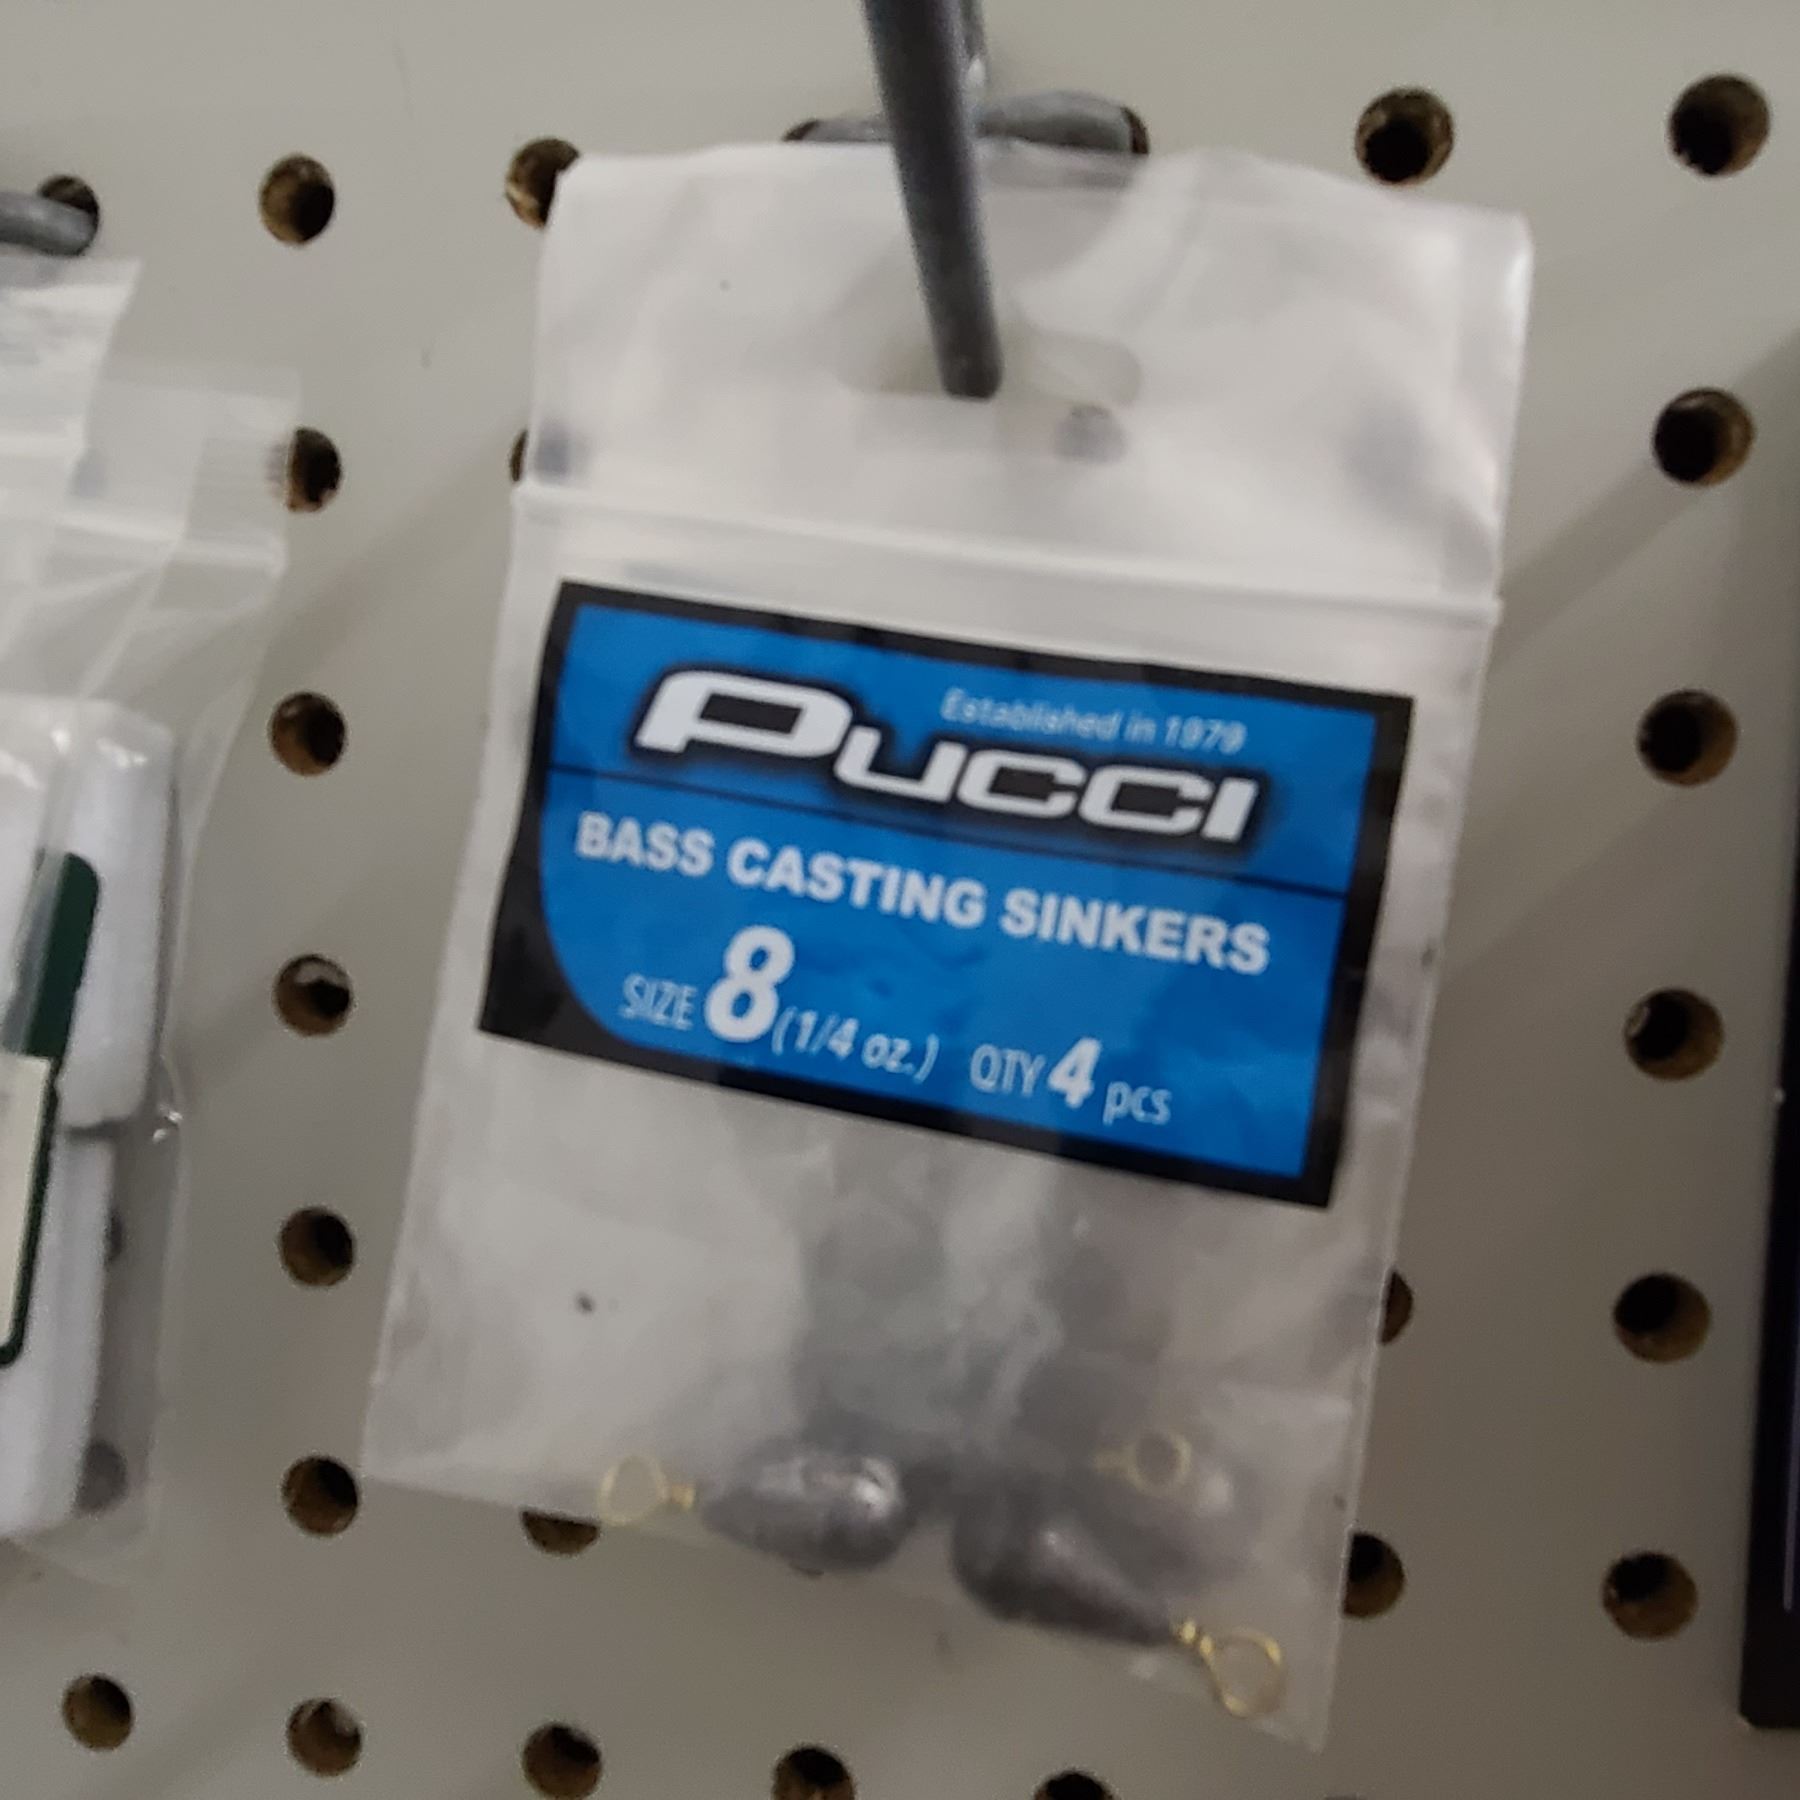 Established in 1979
PUCCI
BASS CASTING SINKERS
SIZE 8 (1/4 oz.) QTY 4 pcs